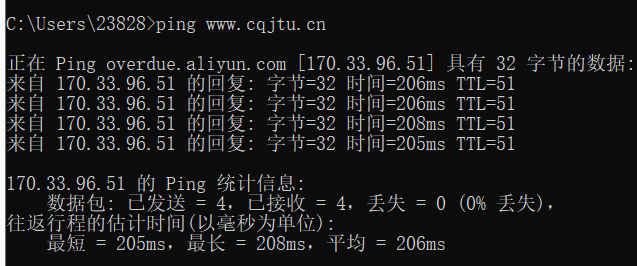 C:\Users\23828>ping www.cqjtu.cn
正在 Ping overdue.aliyun.com [170.33.96.51] 具有 32 字节的数据:
来自 170.33.96.51 的回复: 字节=32 时间=206ms TTL=51
来自 170.33.96.51 的回复: 字节=32 时间=206ms TTL=51
来自 170.33.96.51 的回复: 字节=32 时间=208ms TTL=51
来自 170.33.96.51 的回复: 字节=32 时间=205ms TTL=51
170.33.96.51 的 Ping 统计信息:
数据包: 已发送 = 4，已接收 = 4，丢失 = 0 (0% 丢失)，
往返行程的估计时间(以毫秒为单位):
最短 = 205ms，最长 = 208ms，平均 = 206ms